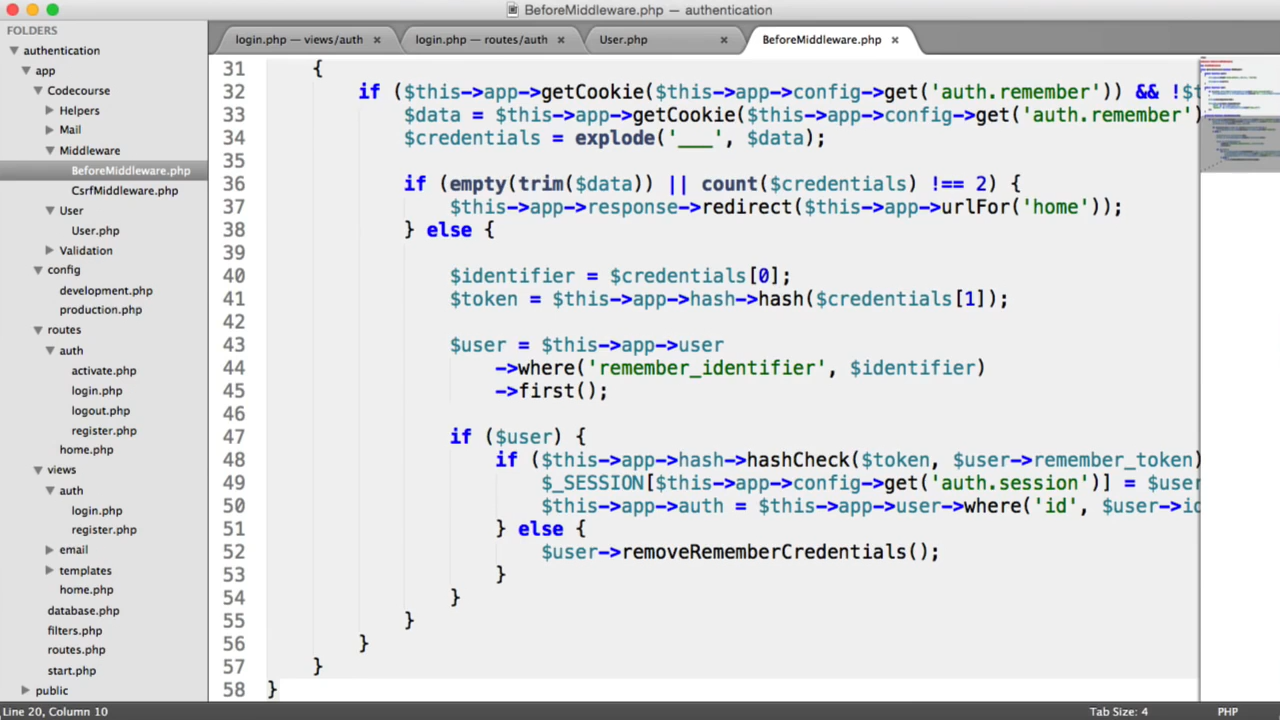 BeforeMiddleware.php — authentication
FOLDERS
authentication
app
Codecourse
Helpers
Mail
Middleware
BeforeMiddleware.php
CsrfMiddleware.php
User
User.php
Validation
config
development.php
production.php
routes
auth
activate.php
login.php
logout.php
register.php
home.php
views
auth
login.php
register.php
email
templates
home.php
database.php
filters.php
routes.php
start.php
public
login.php — views/auth ×
login.php — routes/auth ×
User.php ×
BeforeMiddleware.php ×
31 {
32 if ($this->app->getCookie($this->app->config->get('auth.remember')) && !$t
33 $data = $this->app->getCookie($this->app->config->get('auth.remember')
34 $credentials = explode('___', $data);
35
36 if (empty(trim($data)) || count($credentials) !== 2) {
37 $this->app->response->redirect($this->app->urlFor('home'));
38 } else {
39
40 $identifier = $credentials[0];
41 $token = $this->app->hash->hash($credentials[1]);
42
43 $user = $this->app->user
44 ->where('remember_identifier', $identifier)
45 ->first();
46
47 if ($user) {
48 if ($this->app->hash->hashCheck($token, $user->remember_token)
49 $_SESSION[$this->app->config->get('auth.session')] = $user
50 $this->app->auth = $this->app->user->where('id', $user->id
51 } else {
52 $user->removeRememberCredentials();
53 }
54 }
55 }
56 }
57 }
58 }
Line 20, Column 10
Tab Size: 4
PHP